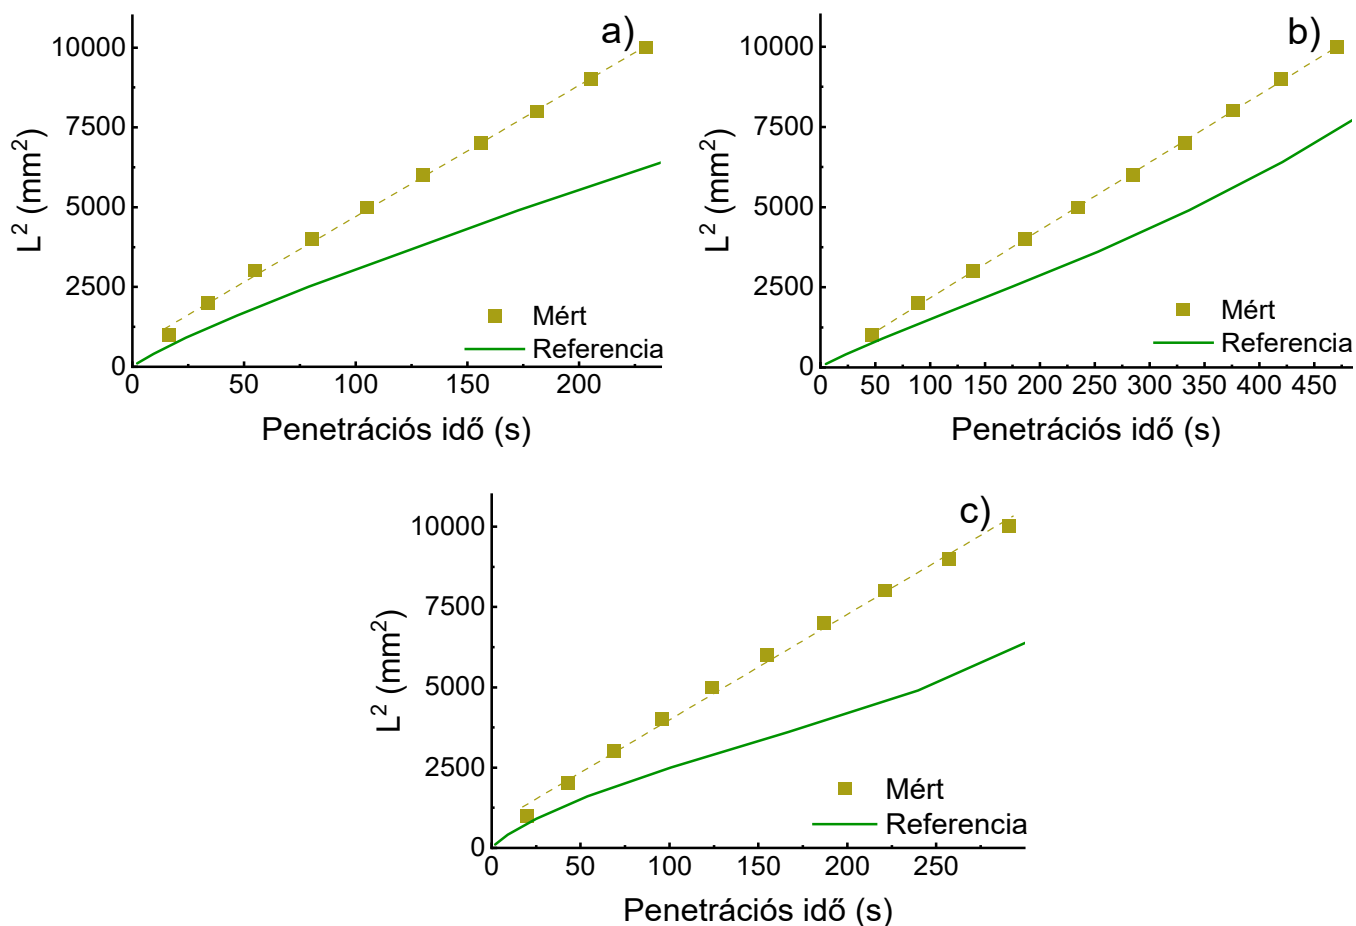 a)
10000
7500
5000
2500
0
L² (mm²)
Mért
Referencia
0 50 100 150 200
Penetrációs idő (s)
b)
10000
7500
5000
2500
0
L² (mm²)
Mért
Referencia
0 50 100 150 200 250 300 350 400 450
Penetrációs idő (s)
c)
10000
7500
5000
2500
0
L² (mm²)
Mért
Referencia
0 50 100 150 200 250
Penetrációs idő (s)